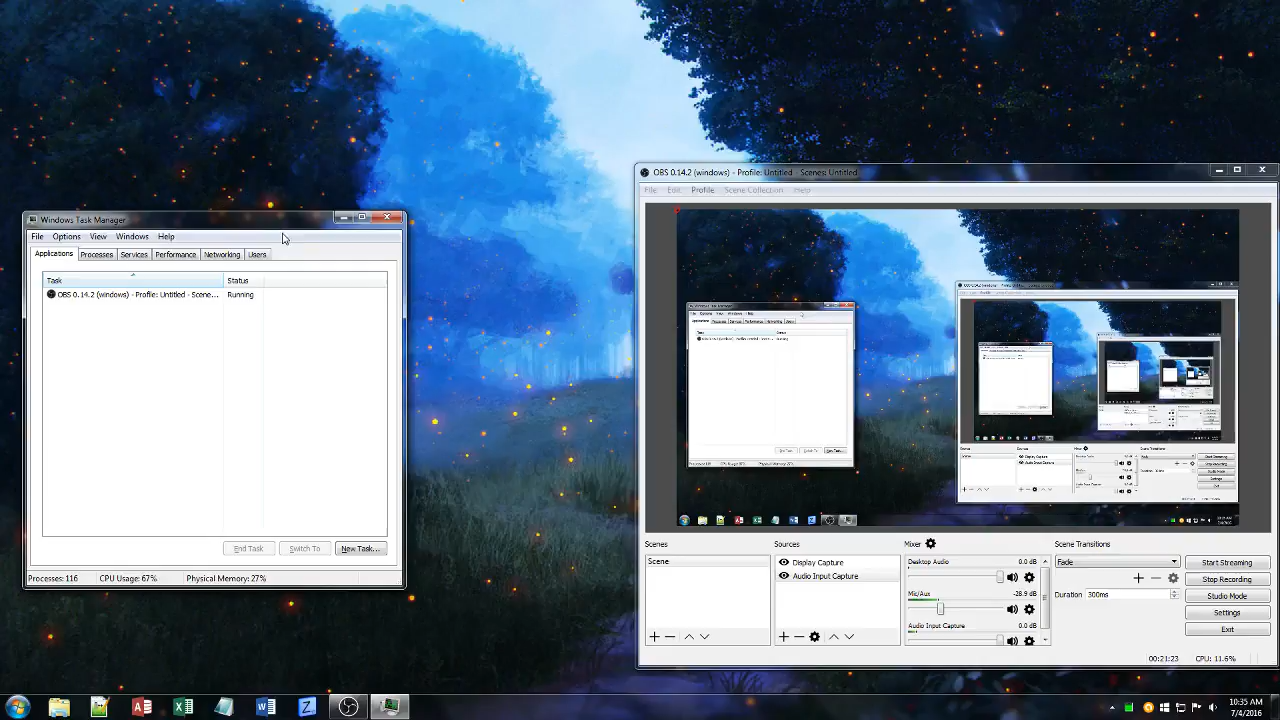 Windows Task Manager
File Options View Windows Help
Applications Processes Services Performance Networking Users
Task Status
OBS 0.14.2 (windows) - Profile: Untitled - Scene... Running
End Task Switch To New Task...
Processes: 116 CPU Usage: 67% Physical Memory: 27%
OBS 0.14.2 (windows) - Profile: Untitled - Scenes: Untitled
File Edit Profile Scene Collection Help
Scenes
Scene
Sources
Display Capture
Audio Input Capture
Mixer
Desktop Audio 0.0 dB
Mic/Aux -28.9 dB
Audio Input Capture 0.0 dB
Scene Transitions
Fade
Duration 300ms
Start Streaming
Stop Recording
Studio Mode
Settings
Exit
00:21:23 CPU: 11.6%
10:35 AM
7/4/2016